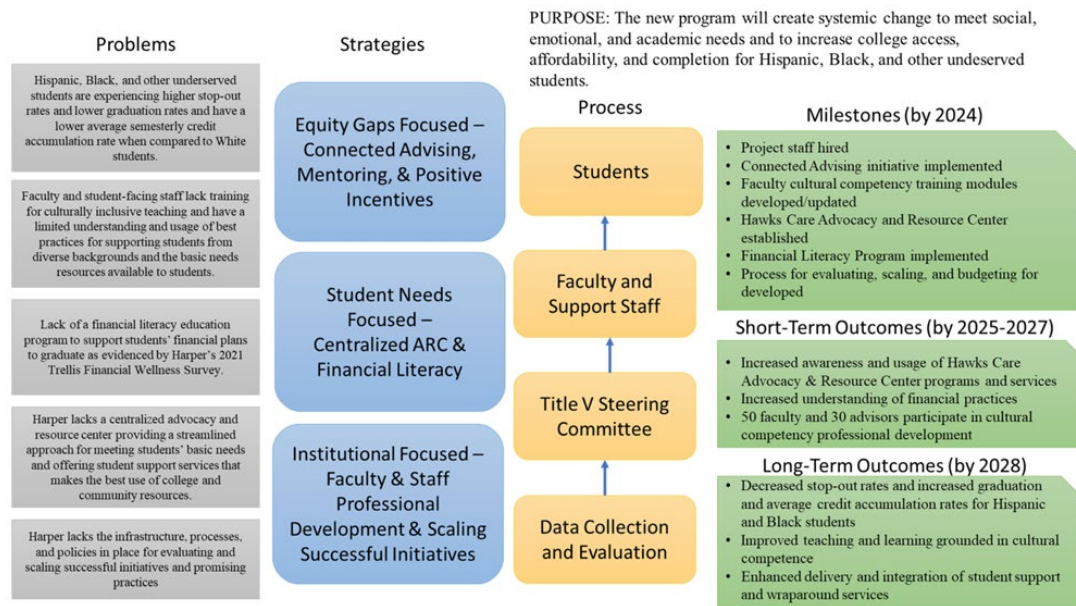 PURPOSE: The new program will create systemic change to meet social,
emotional, and academic needs and to increase college access,
affordability, and completion for Hispanic, Black, and other undeserved
students.
Problems
Hispanic, Black, and other underserved
students are experiencing higher stop-out
rates and lower graduation rates and have a
lower average semesterly credit
accumulation rate when compared to White
students.
Faculty and student-facing staff lack training
for culturally inclusive teaching and have a
limited understanding and usage of best
practices for supporting students from
diverse backgrounds and the basic needs
resources available to students.
Lack of a financial literacy education
program to support students’ financial plans
to graduate as evidenced by Harper’s 2021
Trellis Financial Wellness Survey.
Harper lacks a centralized advocacy and
resource center providing a streamlined
approach for meeting students’ basic needs
and offering student support services that
makes the best use of college and
community resources.
Harper lacks the infrastructure, processes,
and policies in place for evaluating and
scaling successful initiatives and promising
practices
Strategies
Equity Gaps Focused –
Connected Advising,
Mentoring, & Positive
Incentives
Student Needs
Focused –
Centralized ARC &
Financial Literacy
Institutional Focused –
Faculty & Staff
Professional
Development & Scaling
Successful Initiatives
Process
Students
Faculty and
Support Staff
Title V Steering
Committee
Data Collection
and Evaluation
Milestones (by 2024)
• Project staff hired
• Connected Advising initiative implemented
• Faculty cultural competency training modules
developed/updated
• Hawks Care Advocacy and Resource Center
established
• Financial Literacy Program implemented
• Process for evaluating, scaling, and budgeting for
developed
Short-Term Outcomes (by 2025-2027)
• Increased awareness and usage of Hawks Care
Advocacy & Resource Center programs and services
• Increased understanding of financial practices
• 50 faculty and 30 advisors participate in cultural
competency professional development
Long-Term Outcomes (by 2028)
• Decreased stop-out rates and increased graduation
and average credit accumulation rates for Hispanic
and Black students
• Improved teaching and learning grounded in cultural
competence
• Enhanced delivery and integration of student support
and wraparound services